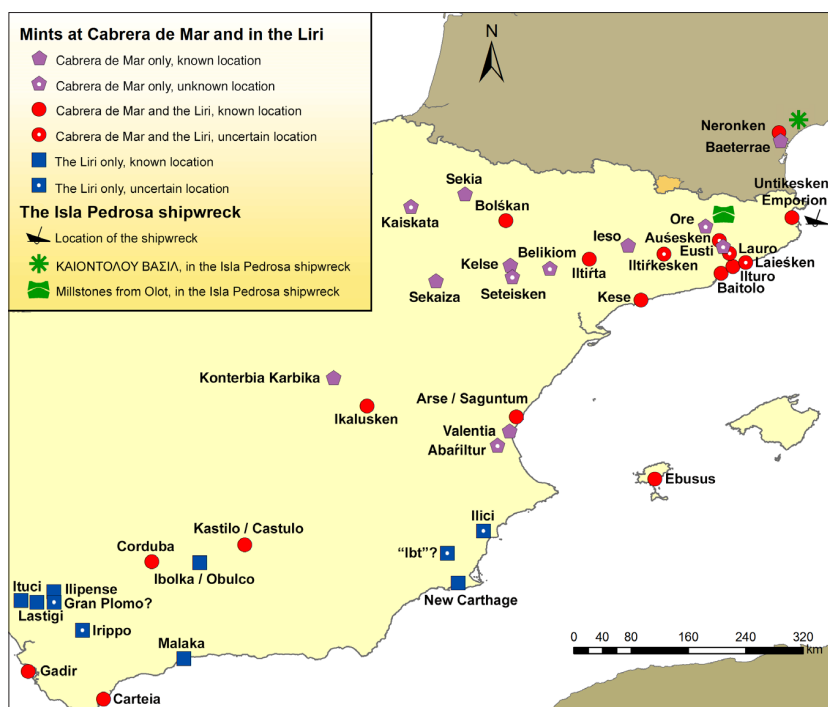 Mints at Cabrera de Mar and in the Liri
Cabrera de Mar only, known location
Cabrera de Mar only, unknown location
Cabrera de Mar and the Liri, known location
Cabrera de Mar and the Liri, uncertain location
The Liri only, known location
The Liri only, uncertain location
The Isla Pedrosa shipwreck
Location of the shipwreck
ΚΑΙΟΝΤΟΛΟΥ ΒΑΣΙΛ, in the Isla Pedrosa shipwreck
Millstones from Olot, in the Isla Pedrosa shipwreck
N
Neronken
Baeterrae
Untikesken
Emporion
Sekia
Kaiskata
Bolśkan
Ore
Ieso
Auśesken
Lauro
Eusti
Belikiom
Kelse
Iltiŕta
Iltiŕkesken
Laieśken
Ilturo
Baitolo
Sekaiza
Seteisken
Kese
Konterbia Karbika
Ikalusken
Arse / Saguntum
Valentia
Abaŕiltur
Ebusus
Ilici
Kastilo / Castulo
"lbt"?
Corduba
Ibolka / Obulco
New Carthage
Ituci
Ilipense
Gran Plomo?
Lastigi
Irippo
Malaka
Gadir
Carteia
0 40 80 160 240 320
km